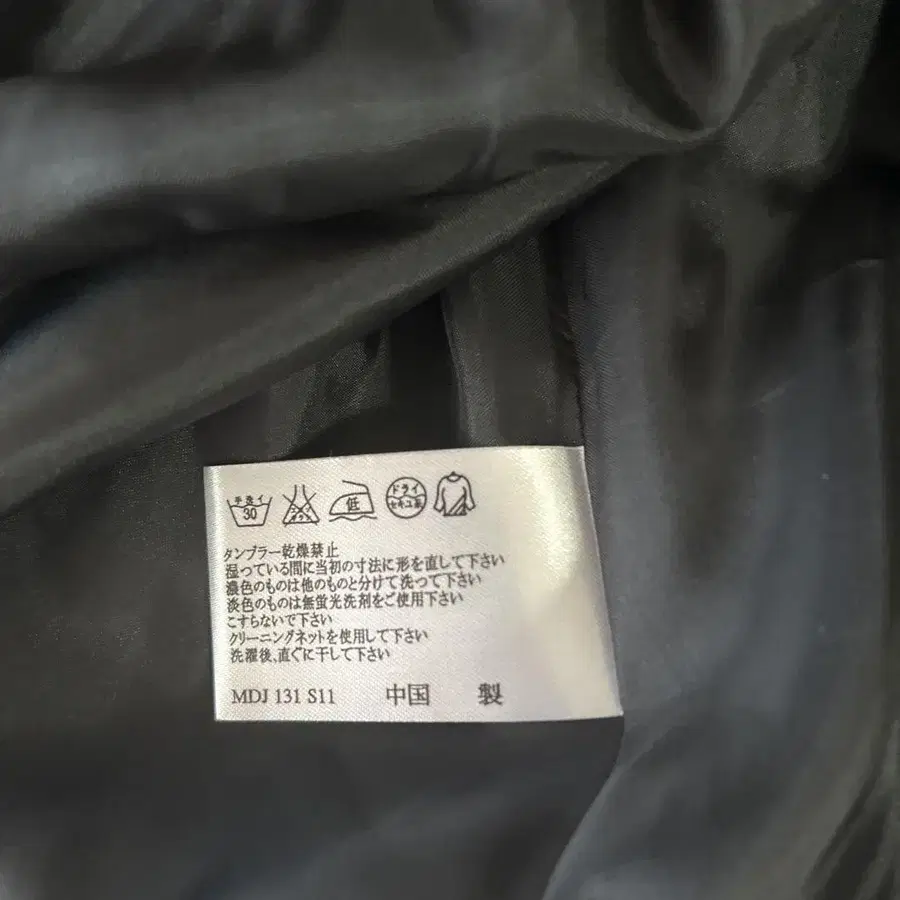 手洗イ 30 低 ドライ セキユ系
タンブラー乾燥禁止
湿っている間に当初の寸法に形を直して下さい
濃色のものは他のものと分けて洗って下さい
淡色のものは無蛍光洗剤をご使用下さい
こすらないで下さい
クリーニングネットを使用して下さい
洗濯後、直ぐに干して下さい
MDJ 131 S11 中国 製